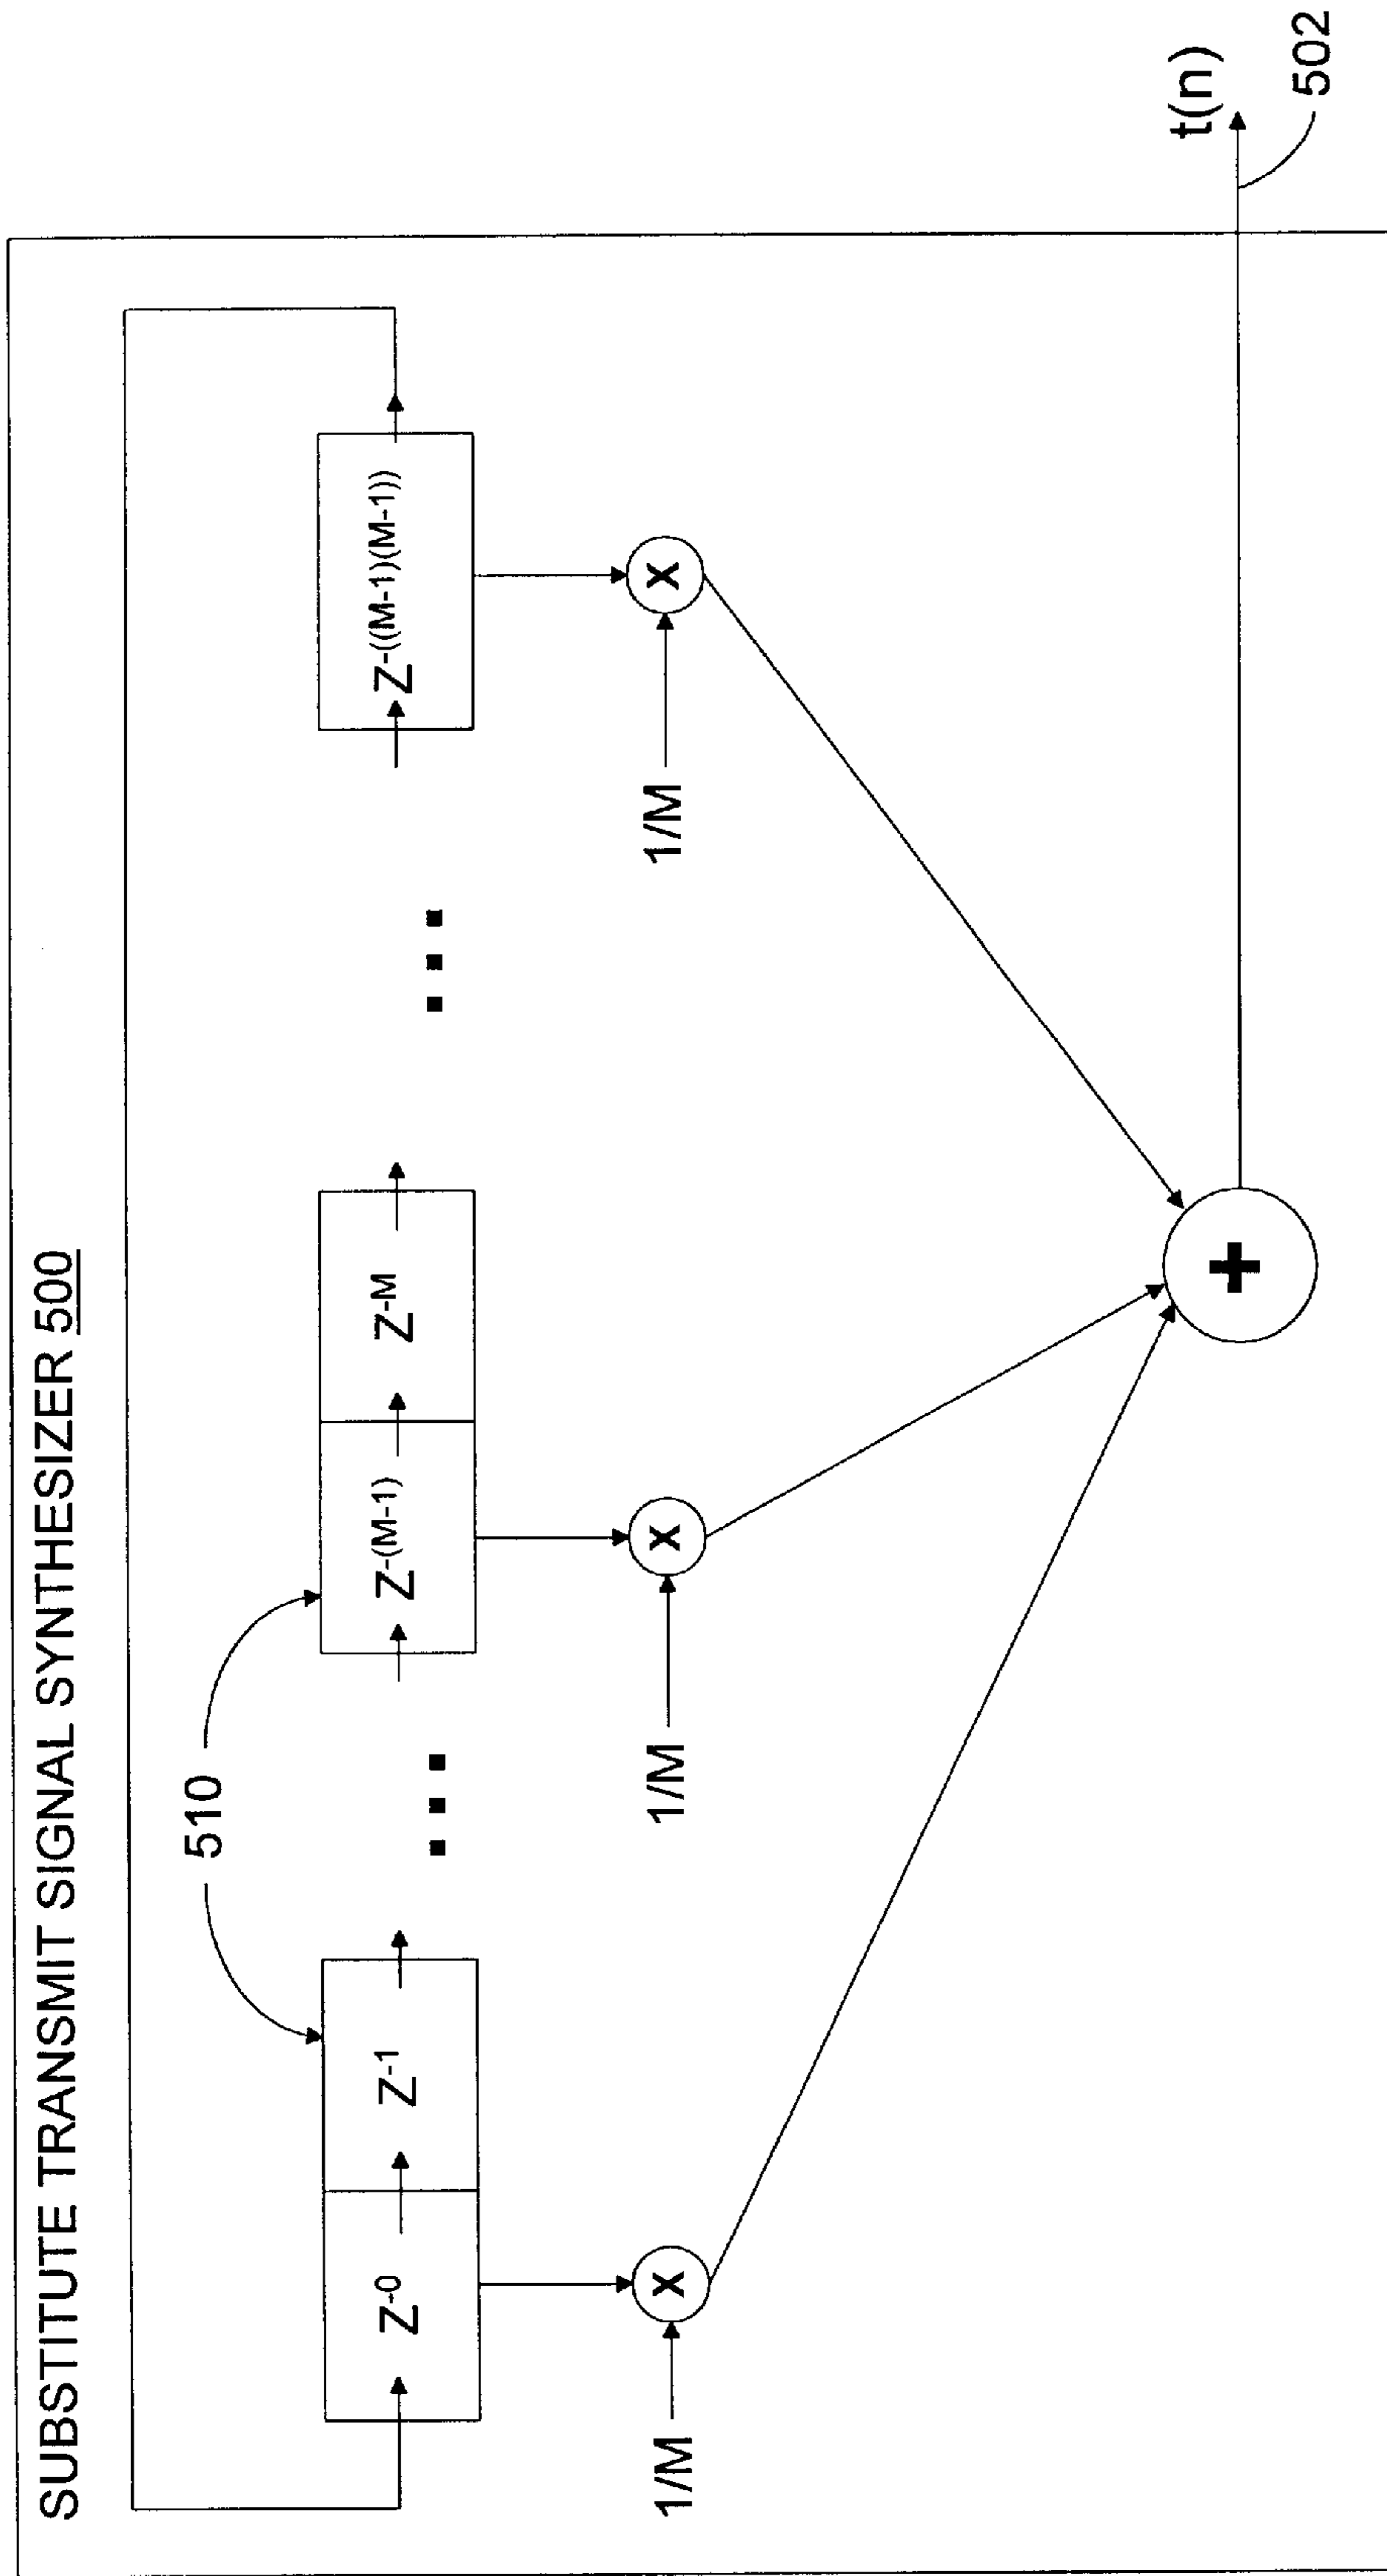 SUBSTITUTE TRANSMIT SIGNAL SYNTHESIZER 500
510
Z-0
Z-1
Z-(M-1)
Z-M
Z-((M-1)(M-1))
1/M
X
1/M
X
1/M
X
+
t(n)
502